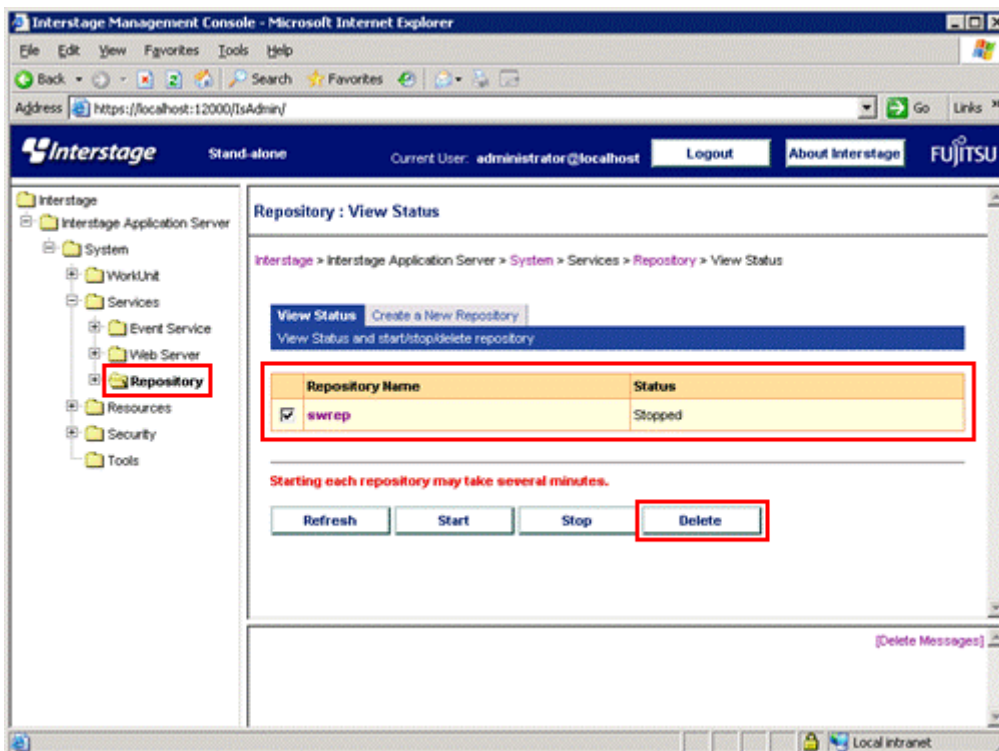 Interstage Management Console - Microsoft Internet Explorer
File Edit View Favorites Tools Help
Back Search Favorites
Address https://localhost:12000/IsAdmin/ Go Links »
Interstage Stand-alone Current User: administrator@localhost Logout About Interstage FUJITSU
Interstage
Interstage Application Server
System
WorkUnit
Services
Event Service
Web Server
Repository
Resources
Security
Tools
Repository : View Status
Interstage > Interstage Application Server > System > Services > Repository > View Status
View Status Create a New Repository
View Status and start/stop/delete repository
Repository Name Status
swrep Stopped
Starting each repository may take several minutes.
Refresh Start Stop Delete
[Delete Messages]
Local intranet